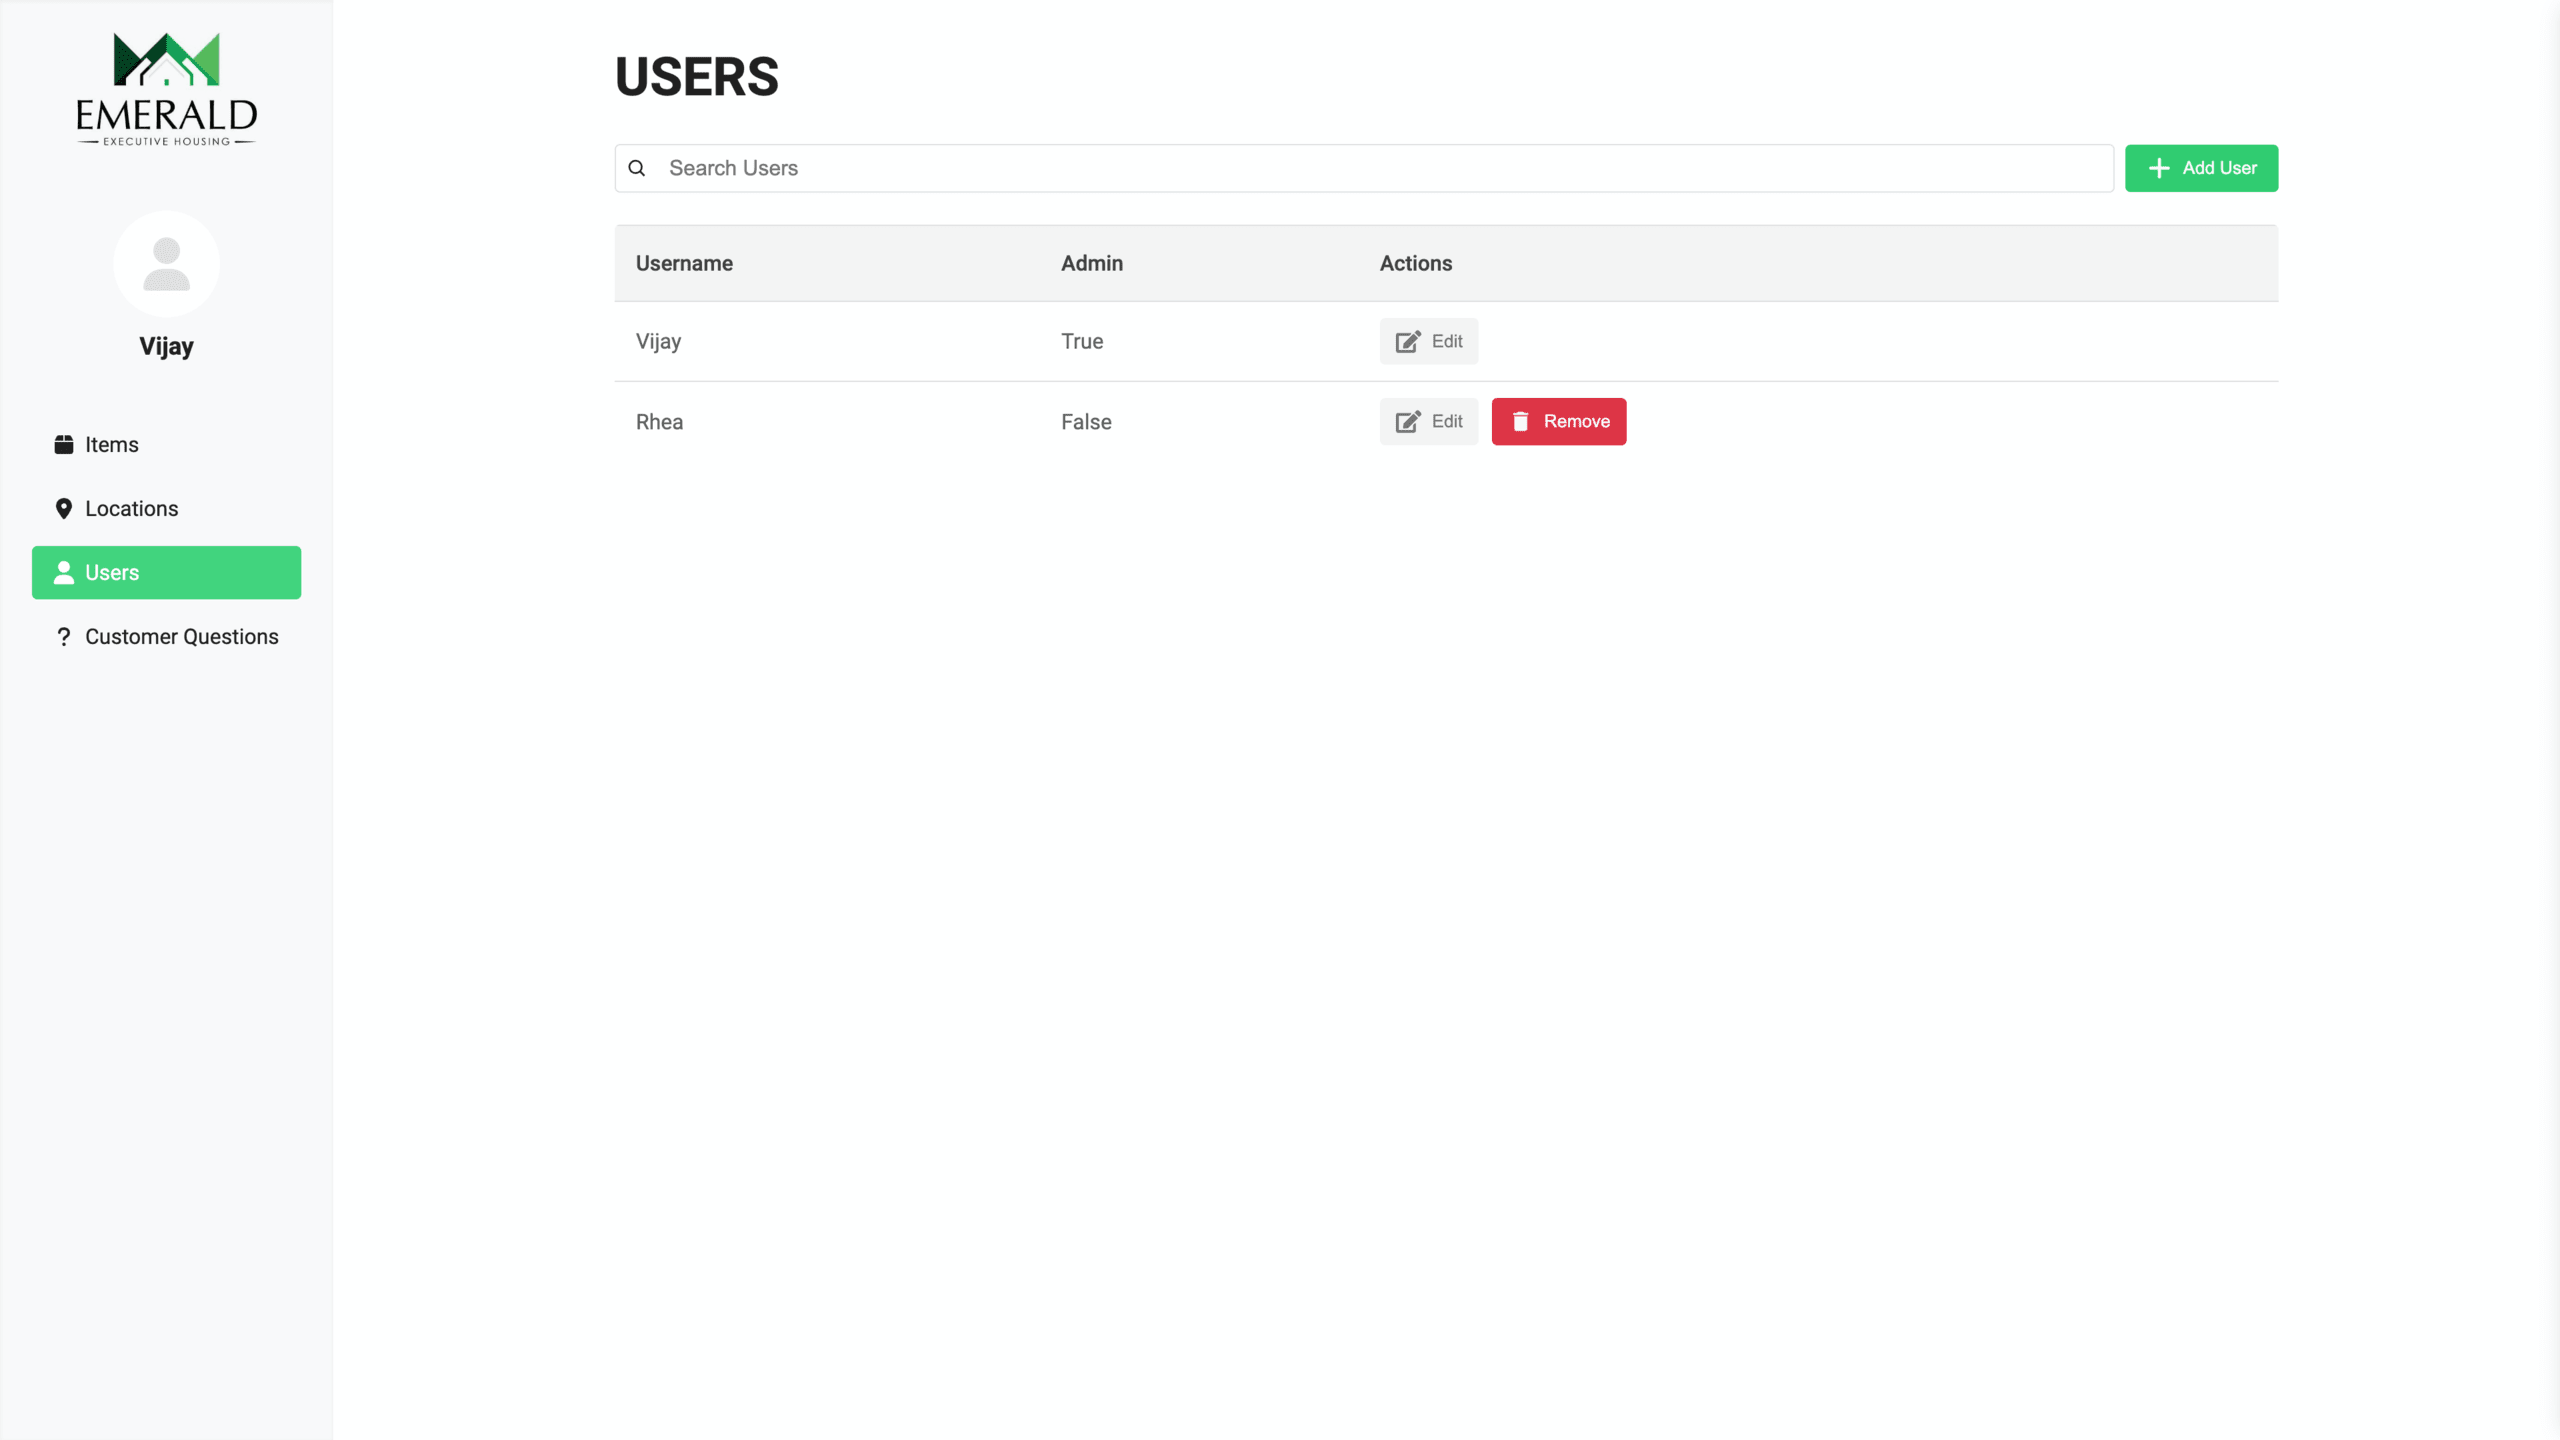 EMERALD
EXECUTIVE HOUSING
Vijay
Items
Locations
Users
? Customer Questions
USERS
Search Users
Add User
Username Admin Actions
Vijay True Edit
Rhea False Edit Remove